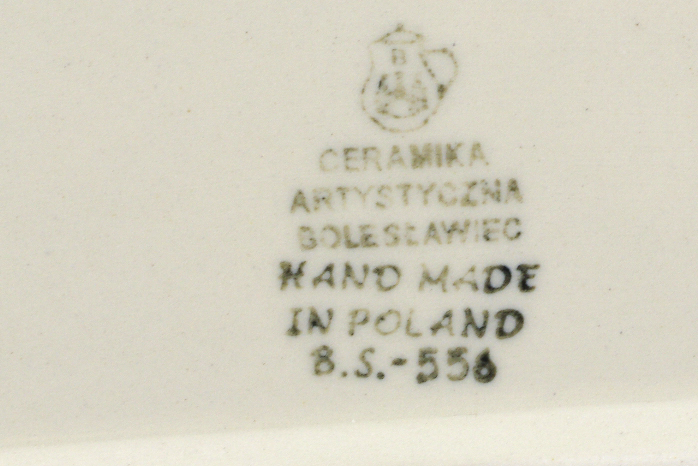 B
CERAMIKA
ARTYSTYCZNA
BOLESŁAWIEC
HAND MADE
IN POLAND
B.S.-556